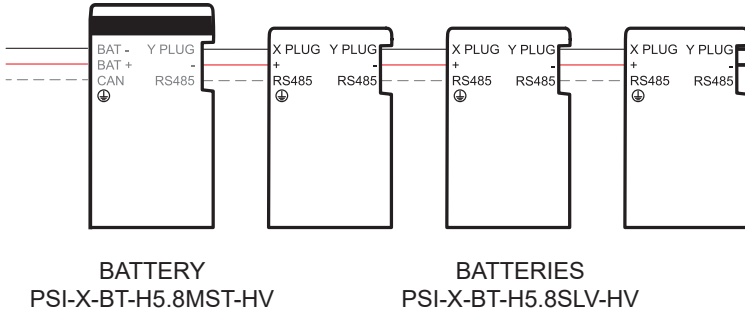 BAT - Y PLUG
BAT + -
CAN RS485
X PLUG Y PLUG
+ -
RS485 RS485
X PLUG Y PLUG
+ -
RS485 RS485
X PLUG Y PLUG
+ -
RS485 RS485
BATTERY
PSI-X-BT-H5.8MST-HV
BATTERIES
PSI-X-BT-H5.8SLV-HV